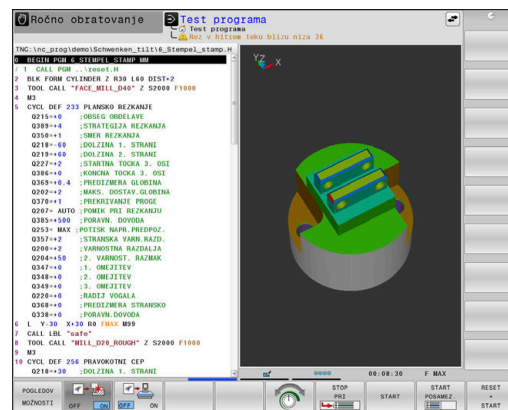 Ročno obratovanje
Test programa
Test programa
Rez v hitrem teku blizu niza 36
TNC:\nc_prog\demo\Schwenken_tilt\6_Stempel_stamp.H
0 BEGIN PGM 6_STEMPEL_STAMP MM
/ 1 CALL PGM ..\reset.H
2 BLK FORM CYLINDER Z R30 L60 DIST+2
3 TOOL CALL "FACE_MILL_D40" Z S2000 F1000
4 M3
5 CYCL DEF 233 PLANSKO REZKANJE
Q215=+0 ;OBSEG OBDELAVE
Q389=+4 ;STRATEGIJA REZKANJA
Q350=+1 ;SMER REZKANJA
Q218=-60 ;DOLZINA 1. STRANI
Q219=+60 ;DOLZINA 2. STRANI
Q227=+2 ;STARTNA TOCKA 3. OSI
Q386=+0 ;KONCNA TOCKA 3. OSI
Q369=+0.4 ;PREDIZMERA GLOBINA
Q202=+2 ;MAKS. DOSTAV.GLOBINA
Q370=+1 ;PREKRIVANJE PROGE
Q207= AUTO ;POMIK PRI REZKANJU
Q385=+500 ;PORAVN. DOVODA
Q253= MAX ;POTISK NAPR.PREDPOZ.
Q357=+2 ;STRANSKA VARN.RAZD.
Q200=+2 ;VARNOSTNA RAZDALJA
Q204=+50 ;2. VARNOST. RAZMAK
Q347=+0 ;1. OMEJITEV
Q348=+0 ;2. OMEJITEV
Q349=+0 ;3. OMEJITEV
Q220=+0 ;RADIJ VOGALA
Q368=+0 ;PREDIZMERA STRANSKO
Q338=+0 ;PORAVN.DOVODA
6 L Y-30 X+30 R0 FMAX M99
7 CALL LBL "safe"
8 TOOL CALL "MILL_D20_ROUGH" Z S2000 F1000
9 M3
10 CYCL DEF 256 PRAVOKOTNI CEP
Q218=+30 ;DOLZINA 1. STRANI
YZ X
00:08:30 F MAX
POGLEDOV
MOŽNOSTI
OFF ON
OFF ON
STOP
PRI
START
START
POSAMEZ.
RESET
+
START